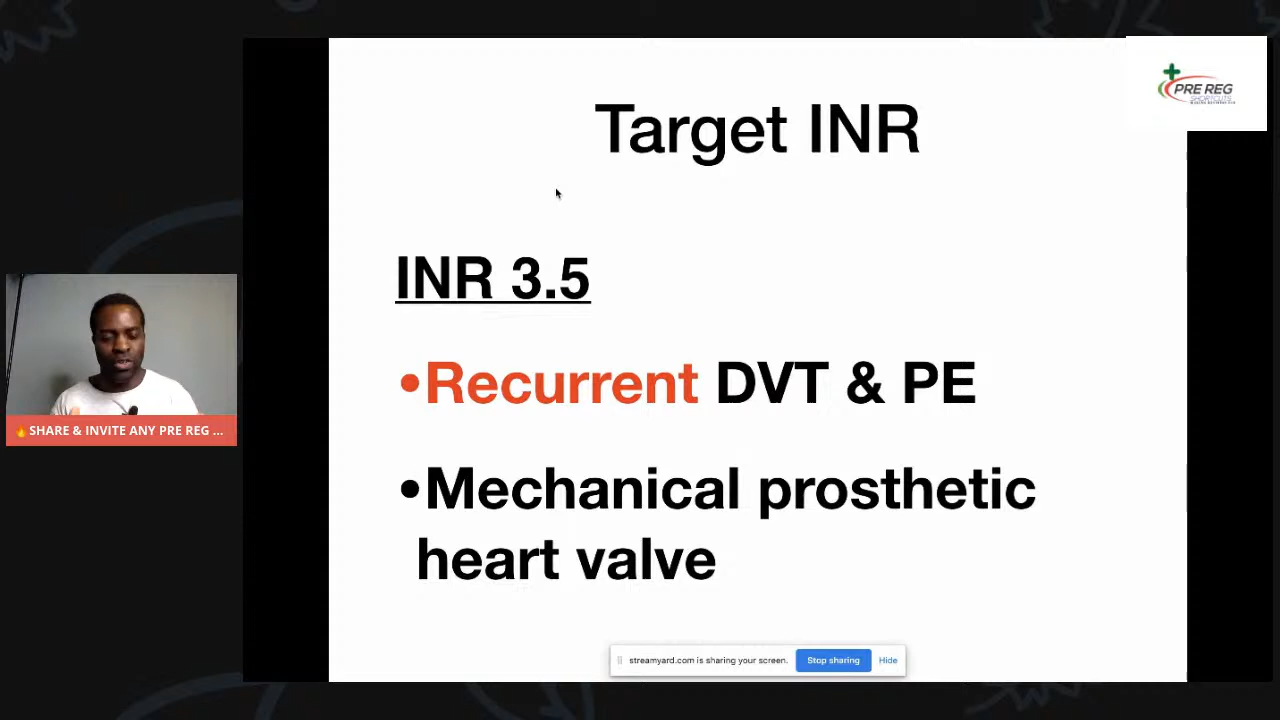 Target INR
PRE REG
SHORTCUTS
INR 3.5
•Recurrent DVT & PE
•Mechanical prosthetic
heart valve
🔥SHARE & INVITE ANY PRE REG ...
streamyard.com is sharing your screen. Stop sharing Hide